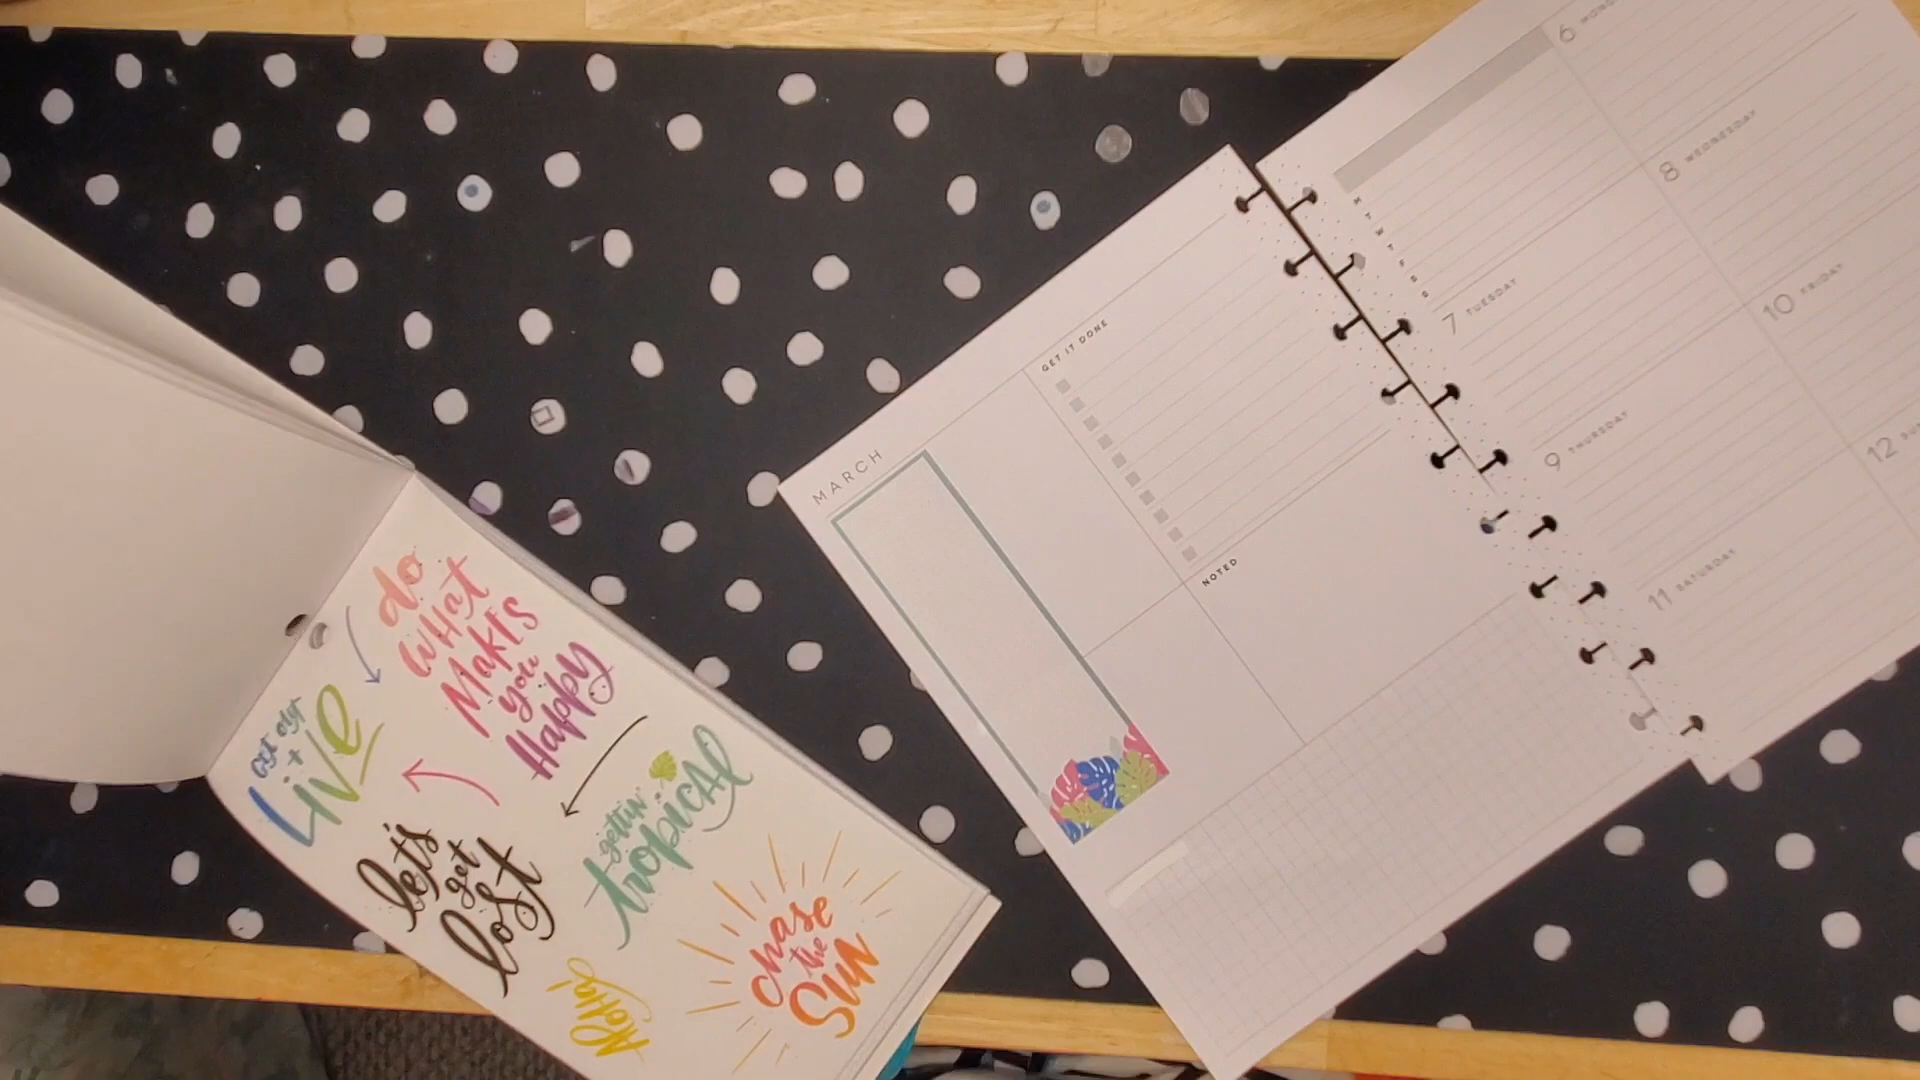 do
what
makes
you
Happy
get out
+
Live
let's
get
lost
gettin'
tropical
Aloha!
chase
the
SUN
MARCH
GET IT DONE
NOTED
M T W T F S S
6
7 TUESDAY
8 WEDNESDAY
9 THURSDAY
10 FRIDAY
11 SATURDAY
12